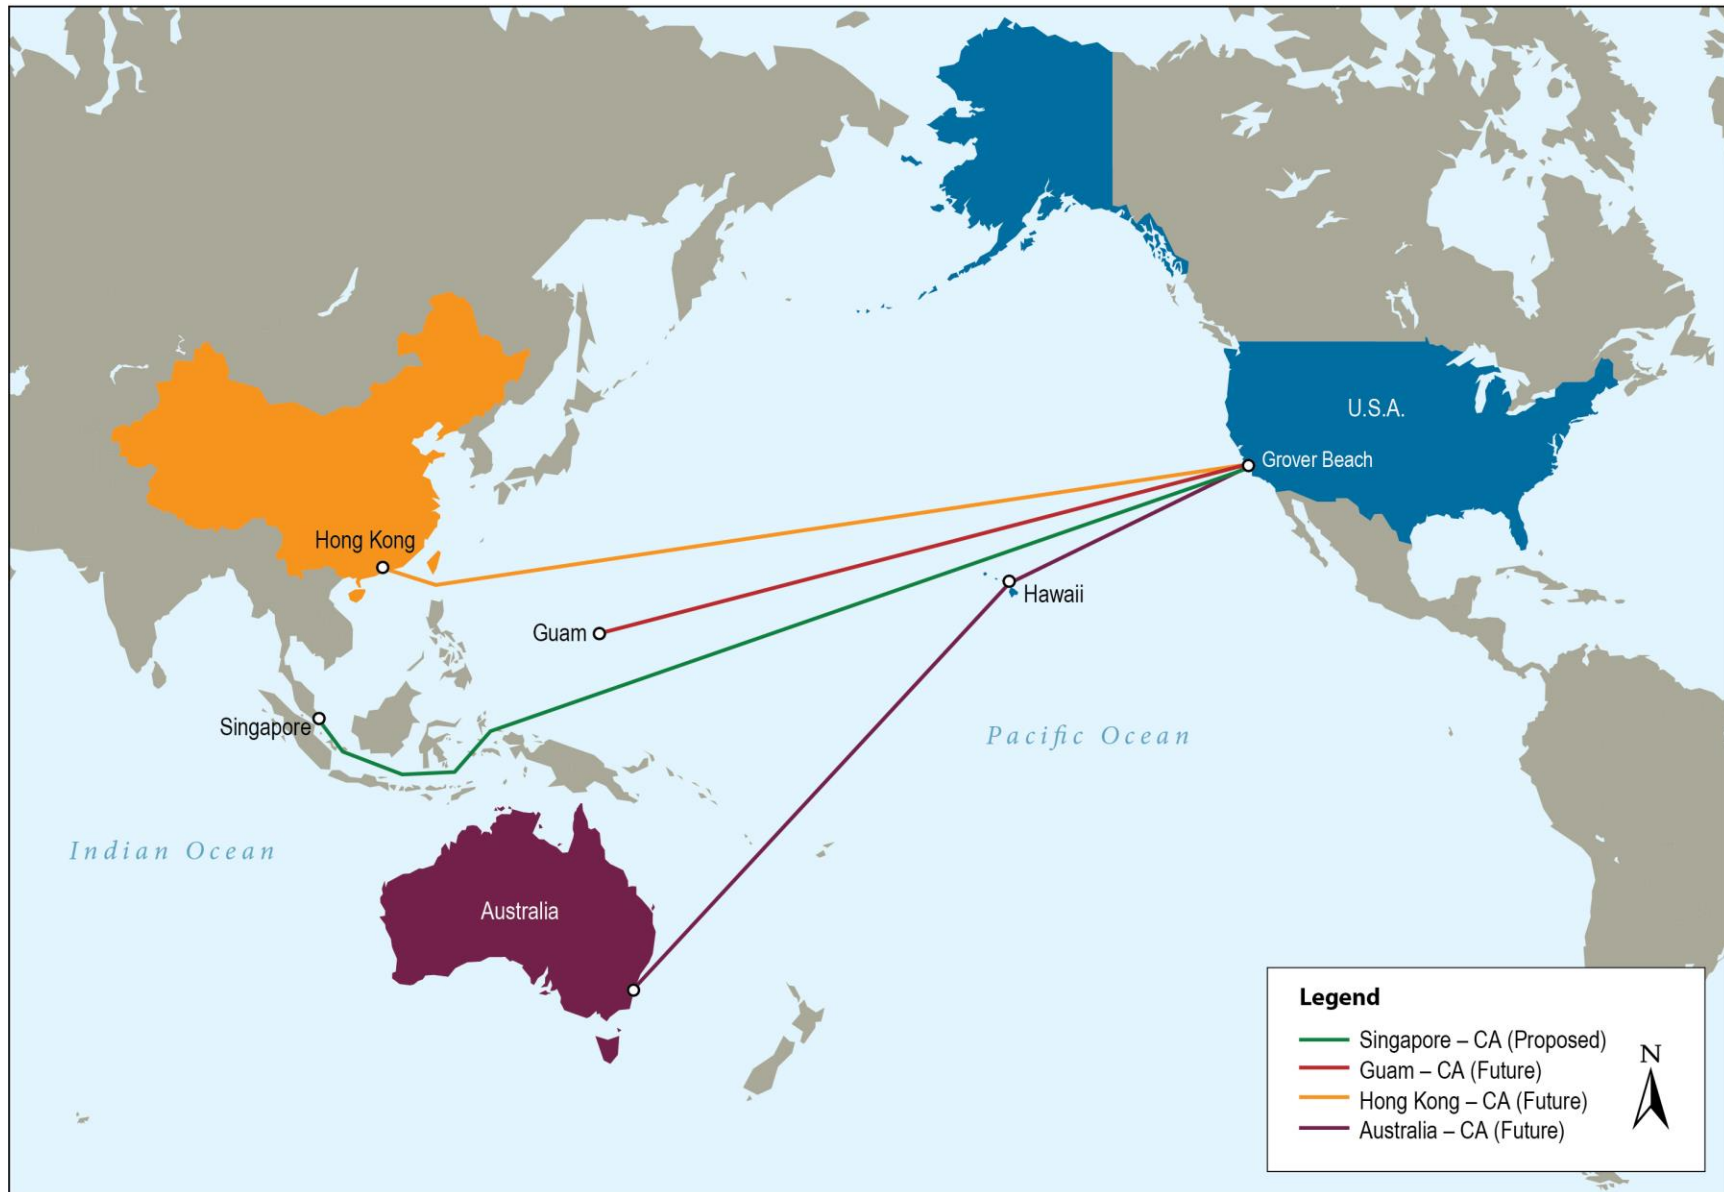 U.S.A.
Grover Beach
Hong Kong
Hawaii
Guam
Singapore
Pacific Ocean
Indian Ocean
Australia
Legend
Singapore – CA (Proposed)
Guam – CA (Future)
Hong Kong – CA (Future)
Australia – CA (Future)
N